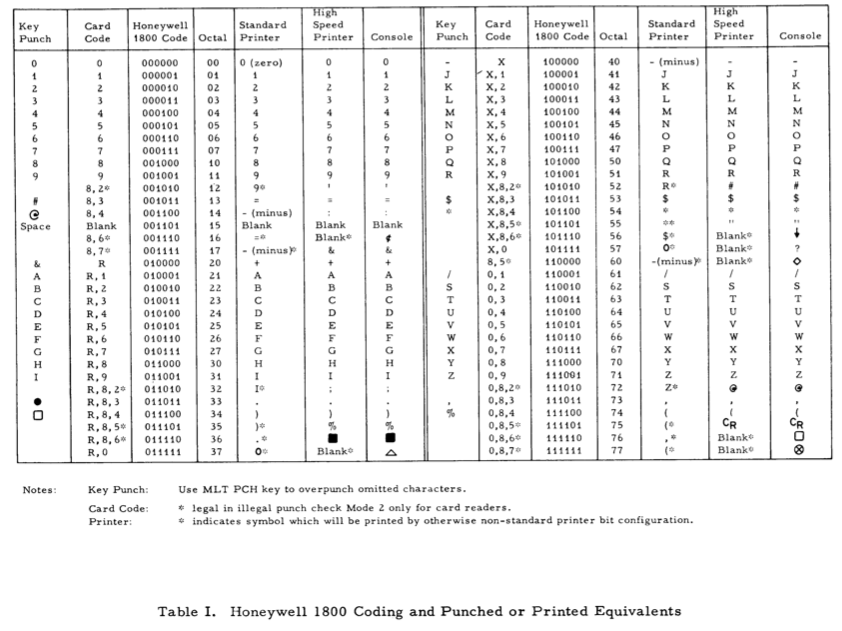 Key Punch Card Code Honeywell 1800 Code Octal Standard Printer High Speed Printer Console Key Punch Card Code Honeywell 1800 Code Octal Standard Printer High Speed Printer Console
0 0 000000 00 0 (zero) 0 0 - X 100000 40 - (minus) - -
1 1 000001 01 1 1 1 J X, 1 100001 41 J J J
2 2 000010 02 2 2 2 K X, 2 100010 42 K K K
3 3 000011 03 3 3 3 L X, 3 100011 43 L L L
4 4 000100 04 4 4 4 M X, 4 100100 44 M M M
5 5 000101 05 5 5 5 N X, 5 100101 45 N N N
6 6 000110 06 6 6 6 O X, 6 100110 46 O O O
7 7 000111 07 7 7 7 P X, 7 100111 47 P P P
8 8 001000 10 8 8 8 Q X, 8 101000 50 Q Q Q
9 9 001001 11 9 9 9 R X, 9 101001 51 R R R
8, 2* 001010 12 9* ' ' X,8,2* 101010 52 R* # #
# 8, 3 001011 13 = = = $ X,8,3 101011 53 $ $ $
@ 8, 4 001100 14 - (minus) : : * X,8,4 101100 54 * * *
Space Blank 001101 15 Blank Blank Blank X,8,5* 101101 55 ** " "
8, 6* 001110 16 =* Blank* ¢ X,8,6* 101110 56 $* Blank* ↓
8, 7* 001111 17 - (minus)* & & X, 0 101111 57 0* Blank* ?
& R 010000 20 + + + 8, 5* 110000 60 -(minus)* Blank* ◇
A R, 1 010001 21 A A A / 0, 1 110001 61 / / /
B R, 2 010010 22 B B B S 0, 2 110010 62 S S S
C R, 3 010011 23 C C C T 0, 3 110011 63 T T T
D R, 4 010100 24 D D D U 0, 4 110100 64 U U U
E R, 5 010101 25 E E E V 0, 5 110101 65 V V V
F R, 6 010110 26 F F F W 0, 6 110110 66 W W W
G R, 7 010111 27 G G G X 0, 7 110111 67 X X X
H R, 8 011000 30 H H H Y 0, 8 111000 70 Y Y Y
I R, 9 011001 31 I I I Z 0, 9 111001 71 Z Z Z
R, 8, 2* 011010 32 I* ; ; 0,8,2* 111010 72 Z* @ @
● R, 8, 3 011011 33 . . . , 0,8,3 111011 73 , , ,
□ R, 8, 4 011100 34 ) ) ) % 0,8,4 111100 74 ( ( (
R, 8, 5* 011101 35 )* % % 0,8,5* 111101 75 (* CR CR
R, 8, 6* 011110 36 .* ■ ■ 0,8,6* 111110 76 ,* Blank* □
R, 0 011111 37 0* Blank* △ 0,8,7* 111111 77 (* Blank* ⊗
Notes: Key Punch: Use MLT PCH key to overpunch omitted characters.
Card Code: * legal in illegal punch check Mode 2 only for card readers.
Printer: * indicates symbol which will be printed by otherwise non-standard printer bit configuration.
Table I. Honeywell 1800 Coding and Punched or Printed Equivalents